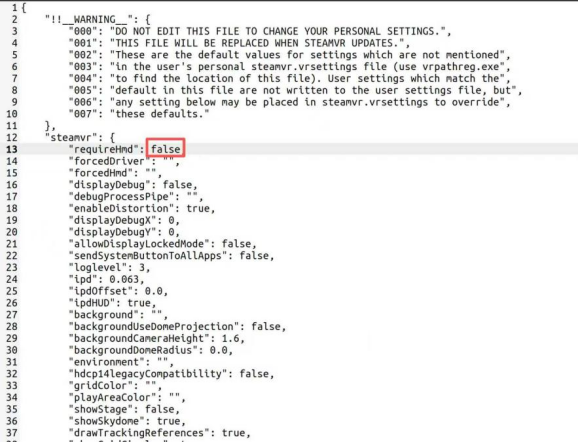 1 {
2 "!!__WARNING__": {
3 "000": "DO NOT EDIT THIS FILE TO CHANGE YOUR PERSONAL SETTINGS.",
4 "001": "THIS FILE WILL BE REPLACED WHEN STEAMVR UPDATES.",
5 "002": "These are the default values for settings which are not mentioned",
6 "003": "in the user's personal steamvr.vrsettings file (use vrpathreg.exe",
7 "004": "to find the location of this file). User settings which match the",
8 "005": "default in this file are not written to the user settings file, but",
9 "006": "any setting below may be placed in steamvr.vrsettings to override",
10 "007": "these defaults."
11 },
12 "steamvr": {
13 "requireHmd": false
14 "forcedDriver": "",
15 "forcedHmd": "",
16 "displayDebug": false,
17 "debugProcessPipe": "",
18 "enableDistortion": true,
19 "displayDebugX": 0,
20 "displayDebugY": 0,
21 "allowDisplayLockedMode": false,
22 "sendSystemButtonToAllApps": false,
23 "loglevel": 3,
24 "ipd": 0.063,
25 "ipdOffset": 0.0,
26 "ipdHUD": true,
27 "background": "",
28 "backgroundUseDomeProjection": false,
29 "backgroundCameraHeight": 1.6,
30 "backgroundDomeRadius": 0.0,
31 "environment": "",
32 "hdcp14legacyCompatibility": false,
33 "gridColor": "",
34 "playAreaColor": "",
35 "showStage": false,
36 "showSkydome": true,
37 "drawTrackingReferences": true,